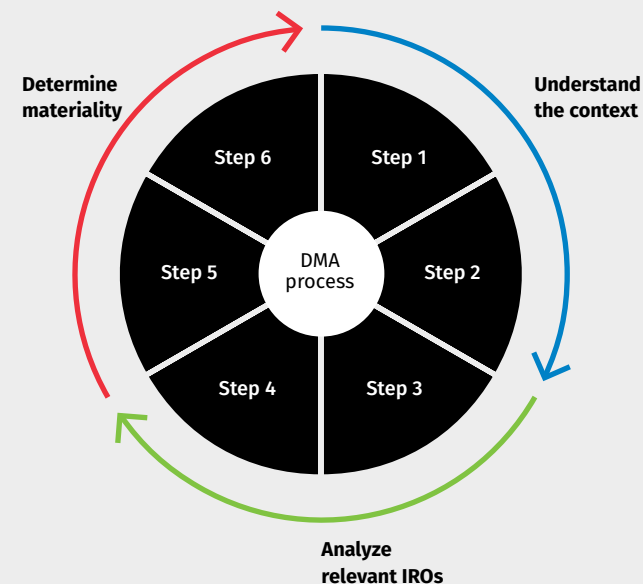 Determine
materiality
Understand
the context
Step 6
Step 1
Step 5
DMA
process
Step 2
Step 4
Step 3
Analyze
relevant IROs